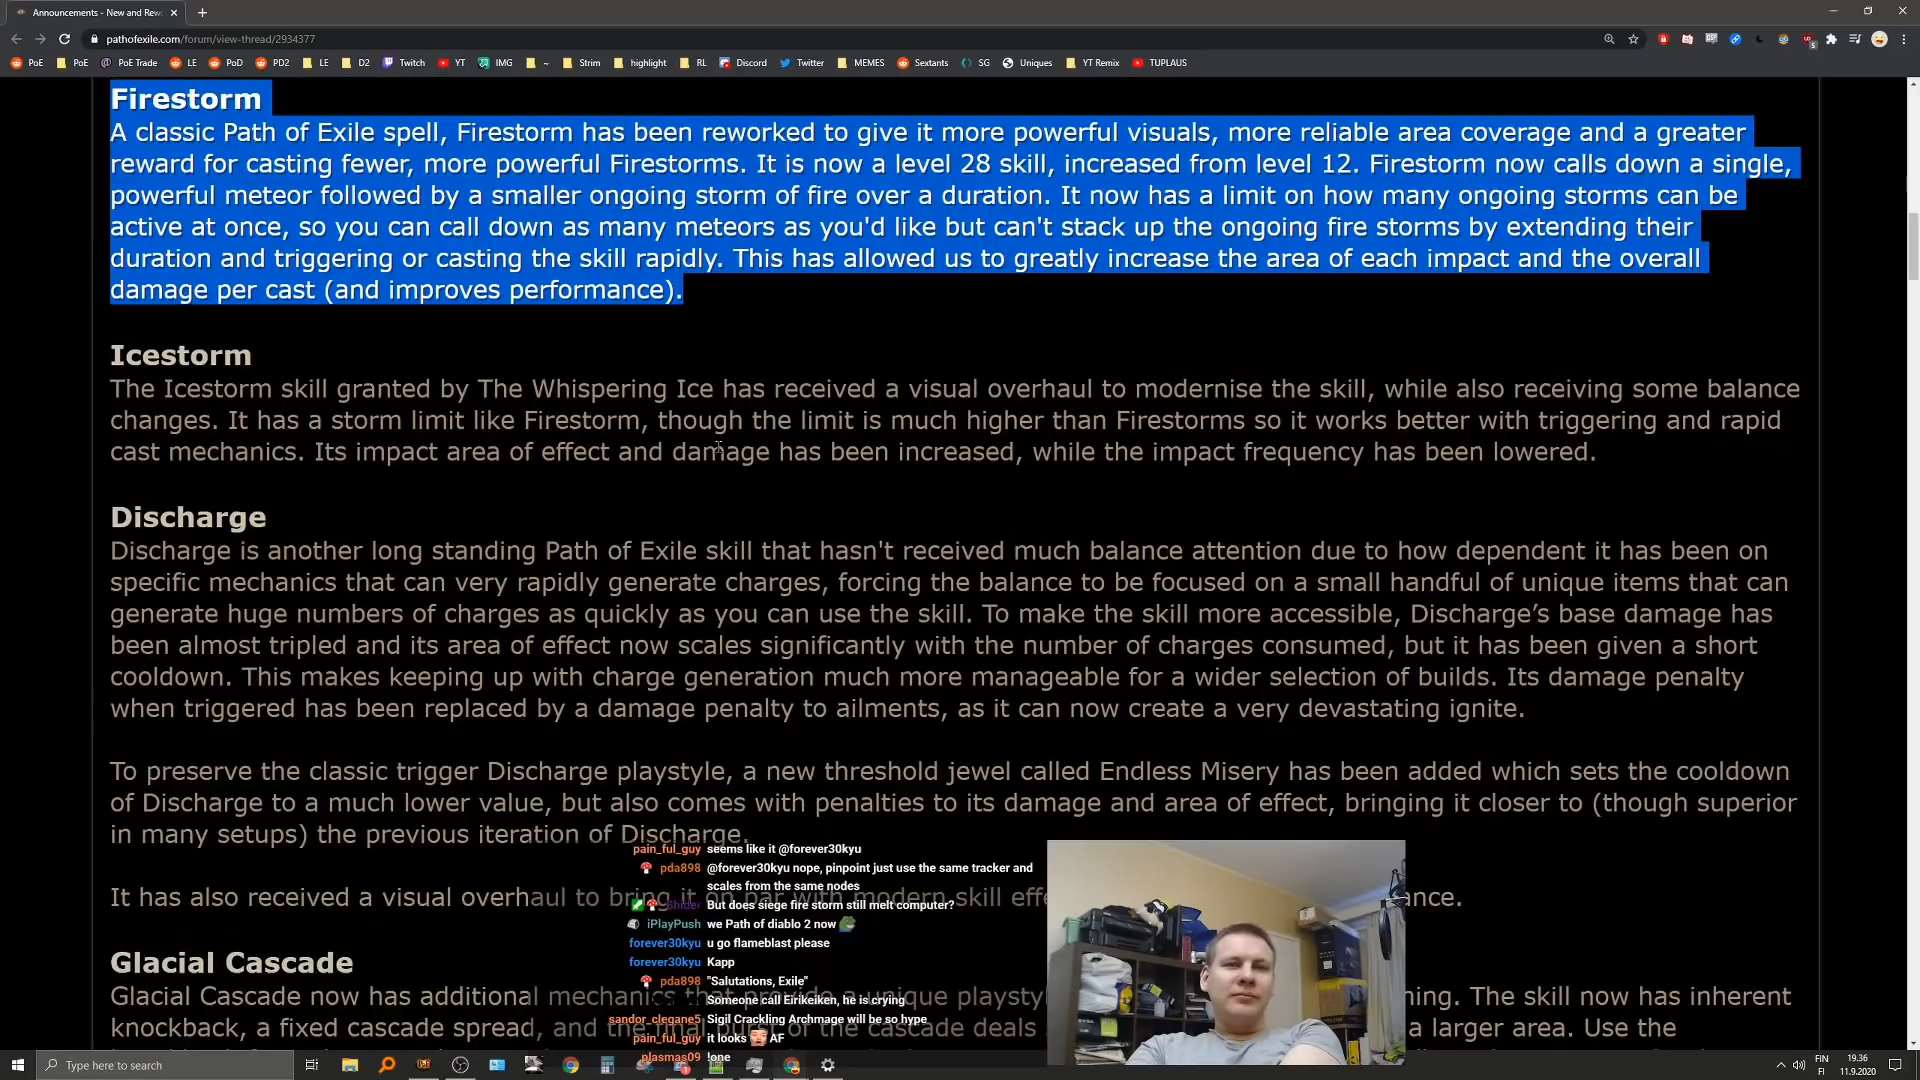 Announcements - New and Rew
pathofexile.com/forum/view-thread/2934377
PoE
PoE
PoE Trade
LE
PoD
PD2
LE
D2
Twitch
YT
IMG
~
Strim
highlight
RL
Discord
Twitter
MEMES
Sextants
SG
Uniques
YT Remix
TUPLAUS
Firestorm
A classic Path of Exile spell, Firestorm has been reworked to give it more powerful visuals, more reliable area coverage and a greater
reward for casting fewer, more powerful Firestorms. It is now a level 28 skill, increased from level 12. Firestorm now calls down a single,
powerful meteor followed by a smaller ongoing storm of fire over a duration. It now has a limit on how many ongoing storms can be
active at once, so you can call down as many meteors as you'd like but can't stack up the ongoing fire storms by extending their
duration and triggering or casting the skill rapidly. This has allowed us to greatly increase the area of each impact and the overall
damage per cast (and improves performance).
Icestorm
The Icestorm skill granted by The Whispering Ice has received a visual overhaul to modernise the skill, while also receiving some balance
changes. It has a storm limit like Firestorm, though the limit is much higher than Firestorms so it works better with triggering and rapid
cast mechanics. Its impact area of effect and damage has been increased, while the impact frequency has been lowered.
Discharge
Discharge is another long standing Path of Exile skill that hasn't received much balance attention due to how dependent it has been on
specific mechanics that can very rapidly generate charges, forcing the balance to be focused on a small handful of unique items that can
generate huge numbers of charges as quickly as you can use the skill. To make the skill more accessible, Discharge’s base damage has
been almost tripled and its area of effect now scales significantly with the number of charges consumed, but it has been given a short
cooldown. This makes keeping up with charge generation much more manageable for a wider selection of builds. Its damage penalty
when triggered has been replaced by a damage penalty to ailments, as it can now create a very devastating ignite.
To preserve the classic trigger Discharge playstyle, a new threshold jewel called Endless Misery has been added which sets the cooldown
of Discharge to a much lower value, but also comes with penalties to its damage and area of effect, bringing it closer to (though superior
in many setups) the previous iteration of Discharge.
It has also received a visual overhaul to bring it on par with modern skill effe ance.
Glacial Cascade
Glacial Cascade now has additional mechanics that provide a unique playsty ning. The skill now has inherent
knockback, a fixed cascade spread, and the final burst of the cascade deals a larger area. Use the
pain_ful_guy seems like it @forever30kyu
pda898 @forever30kyu nope, pinpoint just use the same tracker and
scales from the same nodes
But does siege fire storm still melt computer?
iPlayPush we Path of diablo 2 now
forever30kyu u go flameblast please
forever30kyu Kapp
pda898 "Salutations, Exile"
Someone call Eirikeiken, he is crying
sandor_clegane5 Sigil Crackling Archmage will be so hype
pain_ful_guy it looks AF
plasmas09 !one
Type here to search
FIN
FI
19.36
11.9.2020